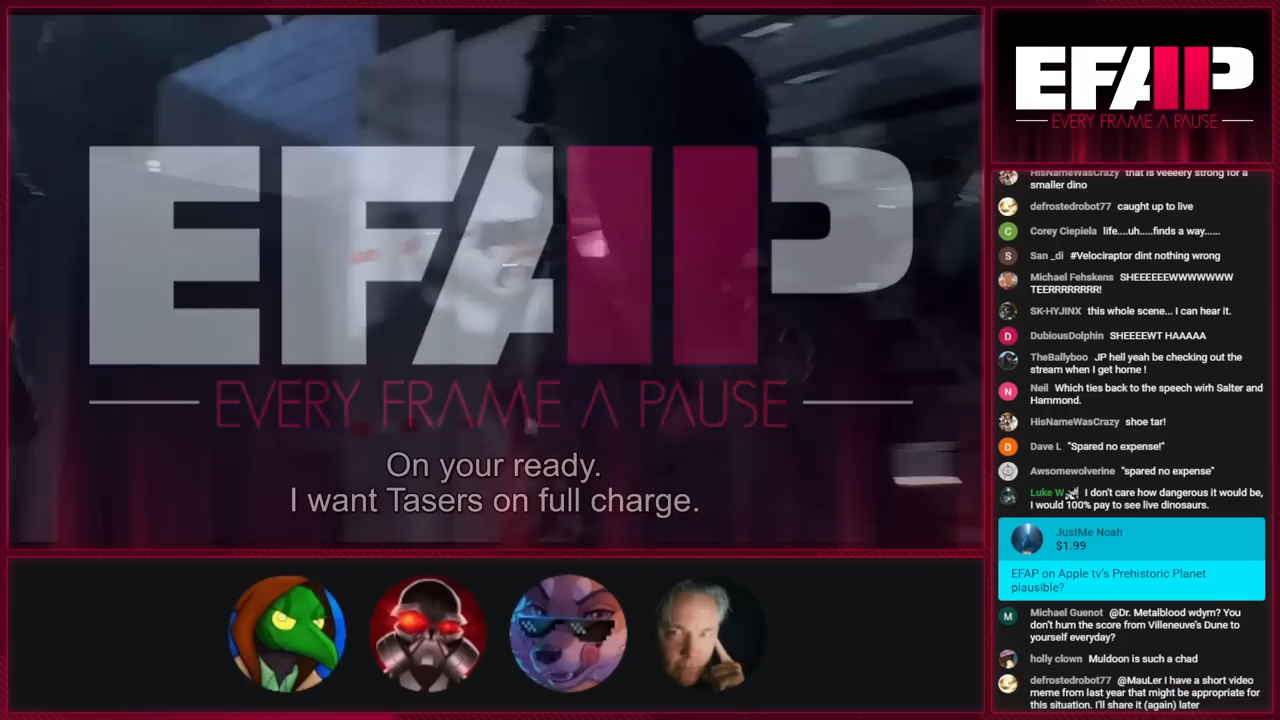 EFAP
EVERY FRAME A PAUSE
On your ready.
I want Tasers on full charge.
EFAP
EVERY FRAME A PAUSE
HisNameWasCrazy that is veeeery strong for a
smaller dino
defrostedrobot77 caught up to live
C
Corey Ciepiela life....uh.....finds a way......
S
San _di #Velociraptor dint nothing wrong
Michael Fehskens SHEEEEEEWWWWWWW
TEERRRRRRRR!
SK-HYJINX this whole scene... I can hear it.
D
DubiousDolphin SHEEEEWT HAAAAA
TheBallyboo JP hell yeah be checking out the
stream when I get home !
N
Neil Which ties back to the speech wirh Salter and
Hammond.
HisNameWasCrazy shoe tar!
D
Dave L "Spared no expense!"
Awsomewolverine "spared no expense"
Luke W I don't care how dangerous it would be,
I would 100% pay to see live dinosaurs.
JustMe Noah
$1.99
EFAP on Apple tv's Prehistoric Planet
plausible?
M
Michael Guenot @Dr. Metalblood wdym? You
don't hum the score from Villeneuve's Dune to
yourself everyday?
holly clown Muldoon is such a chad
defrostedrobot77 @MauLer I have a short video
meme from last year that might be appropriate for
this situation. I'll share it (again) later